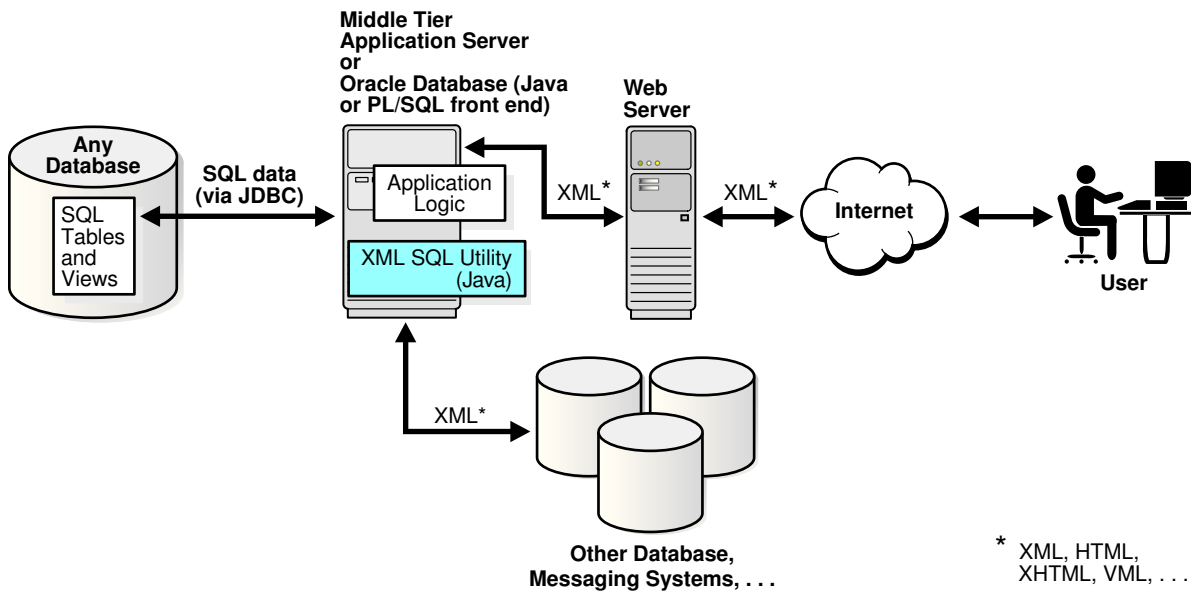 Middle Tier
Application Server
or
Oracle Database (Java
or PL/SQL front end)
Web
Server
Any
Database
SQL data
(via JDBC)
SQL
Tables
and
Views
Application
Logic
XML SQL Utility
(Java)
XML*
XML*
Internet
User
XML*
Other Database,
Messaging Systems, . . .
* XML, HTML,
XHTML, VML, . . .